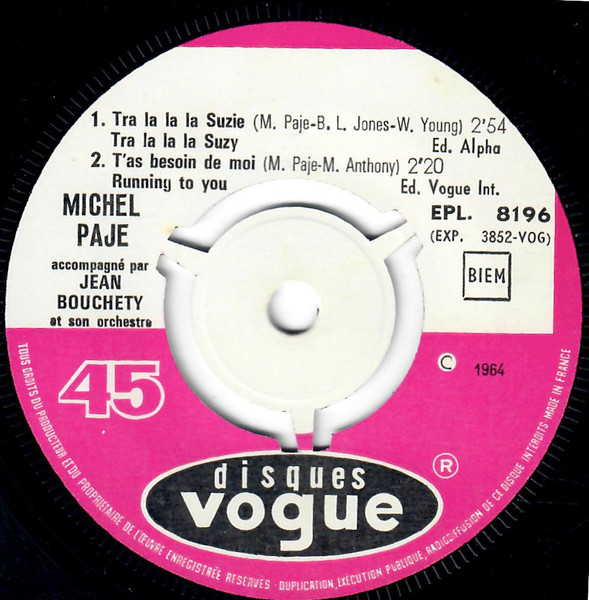 1. Tra la la la Suzie (M. Paje-B. L. Jones-W. Young) 2'54
Tra la la la Suzy Ed. Alpha
2. T'as besoin de moi (M. Paje-M. Anthony) 2'20
Running to you Ed. Vogue Int.
MICHEL
PAJE
accompagné par
JEAN
BOUCHETY
et son orchestre
EPL. 8196
(EXP. 3852-VOG)
BIEM
45
© 1964
disques
vogue
®
TOUS DROITS DU PRODUCTEUR ET DU PROPRIÉTAIRE DE L'ŒUVRE ENREGISTRÉE RESERVES - DUPLICATION, EXÉCUTION PUBLIQUE, RADIODIFFUSION DE CE DISQUE INTERDITS MADE IN FRANCE